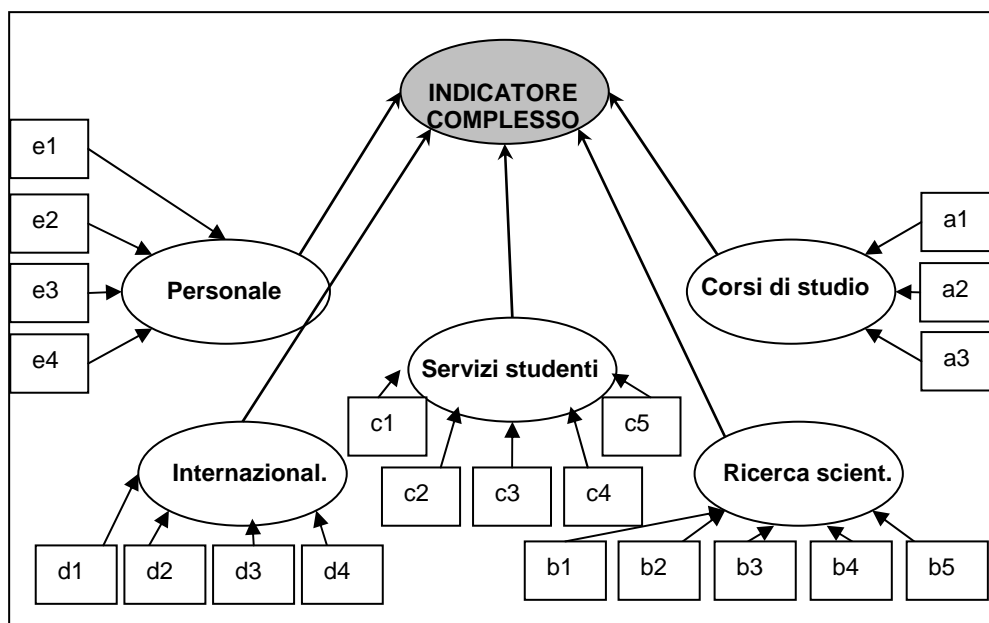 INDICATORE
COMPLESSO
e1
e2
e3
e4
Personale
Corsi di studio
a1
a2
a3
Servizi studenti
c1
c2
c3
c4
c5
Internazional.
d1
d2
d3
d4
Ricerca scient.
b1
b2
b3
b4
b5